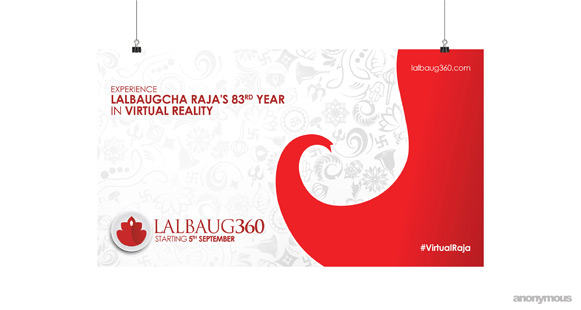 lalbaug360.com
EXPERIENCE
LALBAUGCHA RAJA'S 83RD YEAR
IN VIRTUAL REALITY
LALBAUG360
STARTING 5TH SEPTEMBER
#VirtualRaja
anonymous